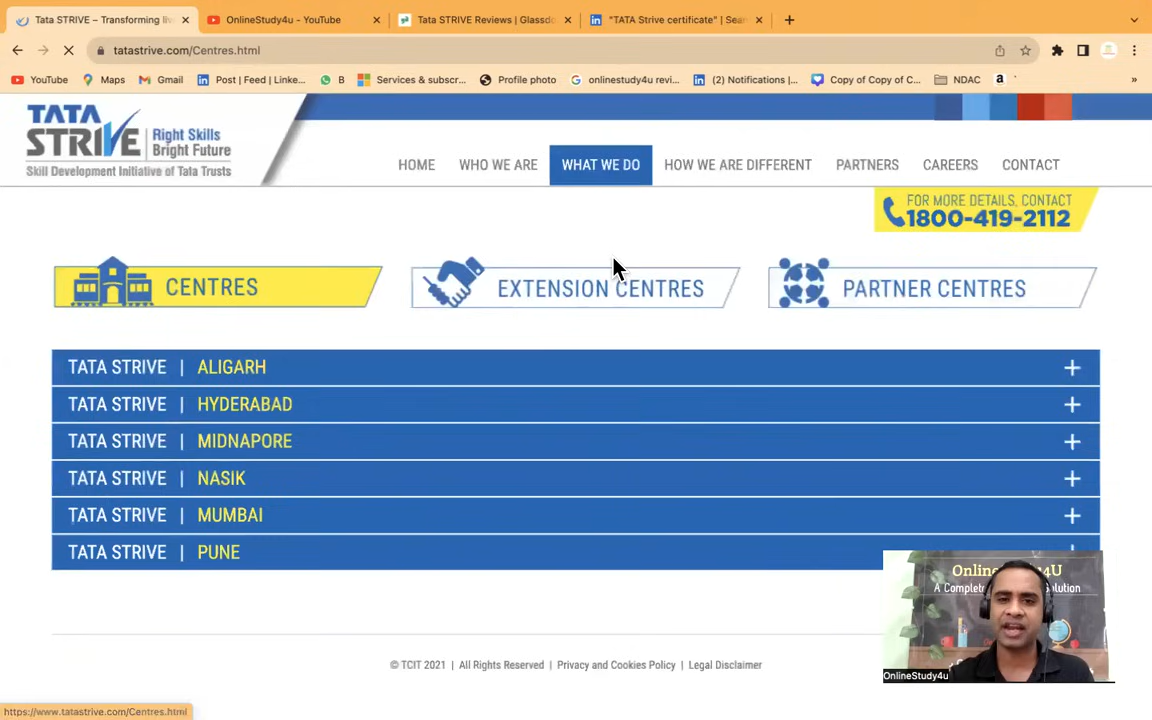 Tata STRIVE – Transforming liv
OnlineStudy4u - YouTube
Tata STRIVE Reviews | Glassdo
"TATA Strive certificate" | Sear
tatastrive.com/Centres.html
YouTube
Maps
Gmail
Post | Feed | Linke...
B
Services & subscr...
Profile photo
onlinestudy4u revi...
(2) Notifications |...
Copy of Copy of C...
NDAC
»
TATA
STRIVE
Right Skills
Bright Future
Skill Development Initiative of Tata Trusts
HOME
WHO WE ARE
WHAT WE DO
HOW WE ARE DIFFERENT
PARTNERS
CAREERS
CONTACT
FOR MORE DETAILS, CONTACT
1800-419-2112
CENTRES
EXTENSION CENTRES
PARTNER CENTRES
TATA STRIVE | ALIGARH +
TATA STRIVE | HYDERABAD +
TATA STRIVE | MIDNAPORE +
TATA STRIVE | NASIK +
TATA STRIVE | MUMBAI +
TATA STRIVE | PUNE
A Complete
OnlineStudy4u
© TCIT 2021 | All Rights Reserved | Privacy and Cookies Policy | Legal Disclaimer
https://www.tatastrive.com/Centres.html